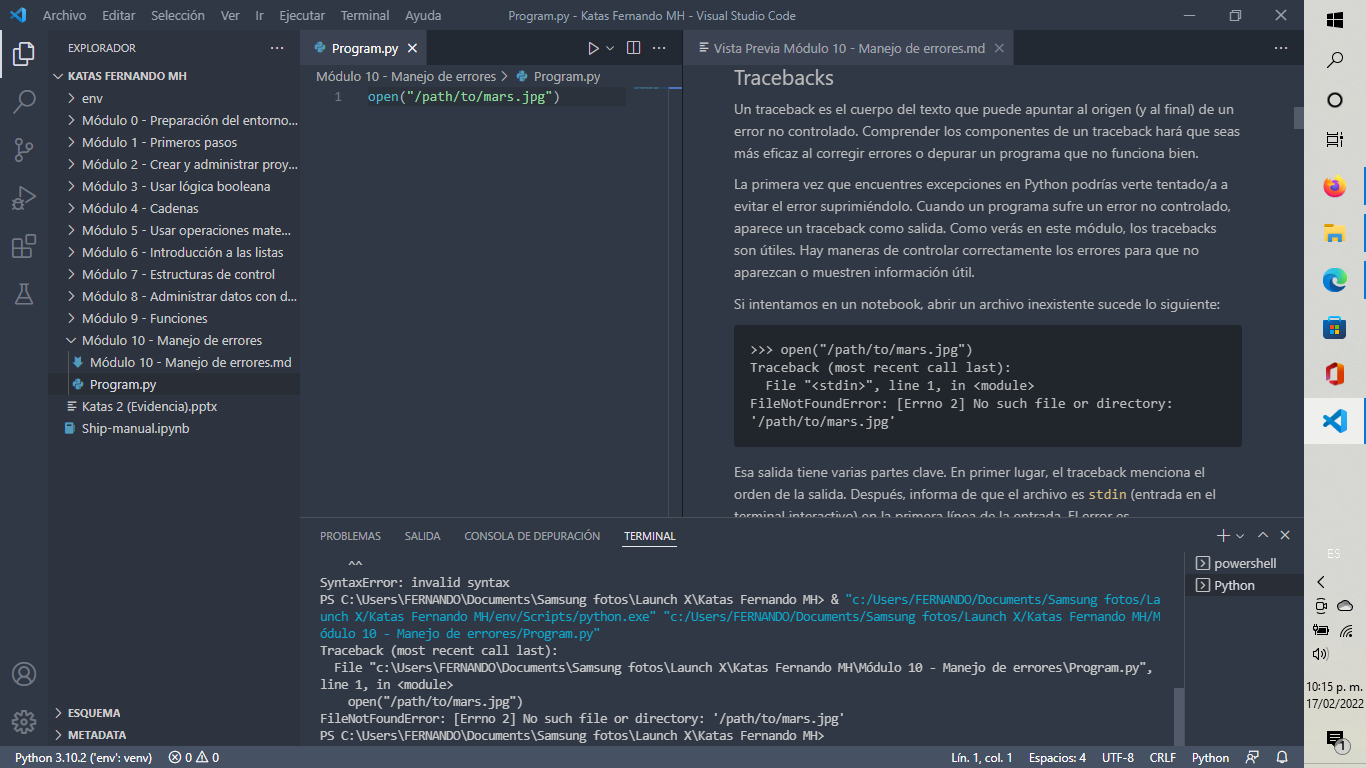 Archivo Editar Selección Ver Ir Ejecutar Terminal Ayuda Program.py - Katas Fernando MH - Visual Studio Code
EXPLORADOR
KATAS FERNANDO MH
env
Módulo 0 - Preparación del entorno...
Módulo 1 - Primeros pasos
Módulo 2 - Crear y administrar proy...
Módulo 3 - Usar lógica booleana
Módulo 4 - Cadenas
Módulo 5 - Usar operaciones mate...
Módulo 6 - Introducción a las listas
Módulo 7 - Estructuras de control
Módulo 8 - Administrar datos con d...
Módulo 9 - Funciones
Módulo 10 - Manejo de errores
Módulo 10 - Manejo de errores.md
Program.py
Katas 2 (Evidencia).pptx
Ship-manual.ipynb
ESQUEMA
METADATA
Program.py
Módulo 10 - Manejo de errores > Program.py
1 open("/path/to/mars.jpg")
Vista Previa Módulo 10 - Manejo de errores.md
Tracebacks
Un traceback es el cuerpo del texto que puede apuntar al origen (y al final) de un
error no controlado. Comprender los componentes de un traceback hará que seas
más eficaz al corregir errores o depurar un programa que no funciona bien.
La primera vez que encuentres excepciones en Python podrías verte tentado/a a
evitar el error suprimiéndolo. Cuando un programa sufre un error no controlado,
aparece un traceback como salida. Como verás en este módulo, los tracebacks
son útiles. Hay maneras de controlar correctamente los errores para que no
aparezcan o muestren información útil.
Si intentamos en un notebook, abrir un archivo inexistente sucede lo siguiente:
>>> open("/path/to/mars.jpg")
Traceback (most recent call last):
File "<stdin>", line 1, in <module>
FileNotFoundError: [Errno 2] No such file or directory:
'/path/to/mars.jpg'
Esa salida tiene varias partes clave. En primer lugar, el traceback menciona el
orden de la salida. Después, informa de que el archivo es stdin (entrada en el
terminal interactivo) en la primera línea de la entrada. El error es
PROBLEMAS SALIDA CONSOLA DE DEPURACIÓN TERMINAL
^^
SyntaxError: invalid syntax
PS C:\Users\FERNANDO\Documents\Samsung fotos\Launch X\Katas Fernando MH> & "c:/Users/FERNANDO/Documents/Samsung fotos/La
unch X/Katas Fernando MH/env/Scripts/python.exe" "c:/Users/FERNANDO/Documents/Samsung fotos/Launch X/Katas Fernando MH/M
ódulo 10 - Manejo de errores/Program.py"
Traceback (most recent call last):
File "c:\Users\FERNANDO\Documents\Samsung fotos\Launch X\Katas Fernando MH\Módulo 10 - Manejo de errores\Program.py",
line 1, in <module>
open("/path/to/mars.jpg")
FileNotFoundError: [Errno 2] No such file or directory: '/path/to/mars.jpg'
PS C:\Users\FERNANDO\Documents\Samsung fotos\Launch X\Katas Fernando MH>
powershell
Python
Python 3.10.2 ('env': venv) 0 0 Lín. 1, col. 1 Espacios: 4 UTF-8 CRLF Python
ES
10:15 p. m.
17/02/2022
1